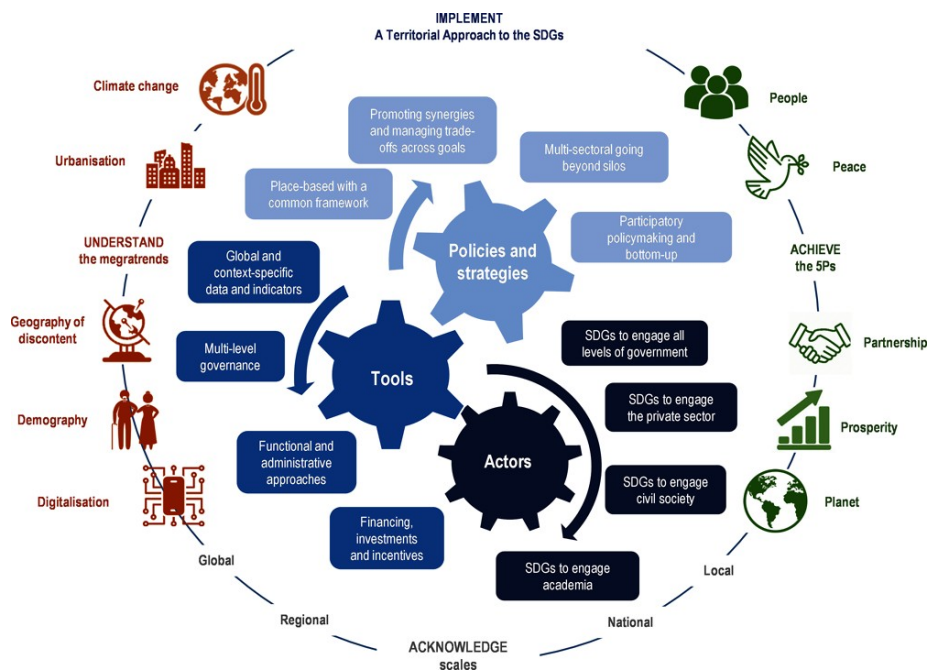 IMPLEMENT
A Territorial Approach to the SDGs
Climate change
Urbanisation
UNDERSTAND
the megatrends
Geography of
discontent
Demography
Digitalisation
Promoting synergies
and managing trade-
offs across goals
Multi-sectoral going
beyond silos
Place-based with a
common framework
Participatory
policymaking and
bottom-up
Policies and
strategies
Global and
context-specific
data and indicators
Multi-level
governance
Tools
Functional and
administrative
approaches
Financing,
investments
and incentives
SDGs to engage all
levels of government
SDGs to engage
the private sector
Actors
SDGs to engage
civil society
SDGs to engage
academia
People
Peace
ACHIEVE
the 5Ps
Partnership
Prosperity
Planet
Global
Regional
ACKNOWLEDGE
scales
National
Local